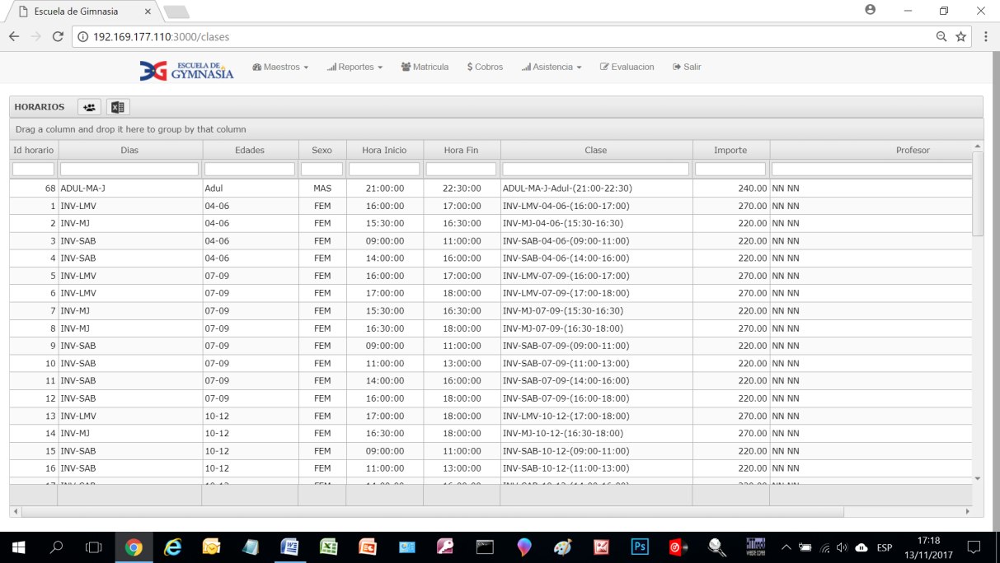 Escuela de Gimnasia
192.169.177.110:3000/clases
ESCUELA DE GYMNASIA
Maestros Reportes Matricula $ Cobros Asistencia Evaluacion Salir
HORARIOS
Drag a column and drop it here to group by that column
Id horario Dias Edades Sexo Hora Inicio Hora Fin Clase Importe Profesor
68 ADUL-MA-J Adul MAS 21:00:00 22:30:00 ADUL-MA-J-Adul-(21:00-22:30) 240.00 NN NN
1 INV-LMV 04-06 FEM 16:00:00 17:00:00 INV-LMV-04-06-(16:00-17:00) 270.00 NN NN
2 INV-MJ 04-06 FEM 15:30:00 16:30:00 INV-MJ-04-06-(15:30-16:30) 220.00 NN NN
3 INV-SAB 04-06 FEM 09:00:00 11:00:00 INV-SAB-04-06-(09:00-11:00) 220.00 NN NN
4 INV-SAB 04-06 FEM 14:00:00 16:00:00 INV-SAB-04-06-(14:00-16:00) 220.00 NN NN
5 INV-LMV 07-09 FEM 16:00:00 17:00:00 INV-LMV-07-09-(16:00-17:00) 270.00 NN NN
6 INV-LMV 07-09 FEM 17:00:00 18:00:00 INV-LMV-07-09-(17:00-18:00) 270.00 NN NN
7 INV-MJ 07-09 FEM 15:30:00 16:30:00 INV-MJ-07-09-(15:30-16:30) 220.00 NN NN
8 INV-MJ 07-09 FEM 16:30:00 18:00:00 INV-MJ-07-09-(16:30-18:00) 270.00 NN NN
9 INV-SAB 07-09 FEM 09:00:00 11:00:00 INV-SAB-07-09-(09:00-11:00) 220.00 NN NN
10 INV-SAB 07-09 FEM 11:00:00 13:00:00 INV-SAB-07-09-(11:00-13:00) 220.00 NN NN
11 INV-SAB 07-09 FEM 14:00:00 16:00:00 INV-SAB-07-09-(14:00-16:00) 220.00 NN NN
12 INV-SAB 07-09 FEM 16:00:00 18:00:00 INV-SAB-07-09-(16:00-18:00) 220.00 NN NN
13 INV-LMV 10-12 FEM 17:00:00 18:00:00 INV-LMV-10-12-(17:00-18:00) 270.00 NN NN
14 INV-MJ 10-12 FEM 16:30:00 18:00:00 INV-MJ-10-12-(16:30-18:00) 270.00 NN NN
15 INV-SAB 10-12 FEM 09:00:00 11:00:00 INV-SAB-10-12-(09:00-11:00) 220.00 NN NN
16 INV-SAB 10-12 FEM 11:00:00 13:00:00 INV-SAB-10-12-(11:00-13:00) 220.00 NN NN
Ps ESP 17:18
13/11/2017